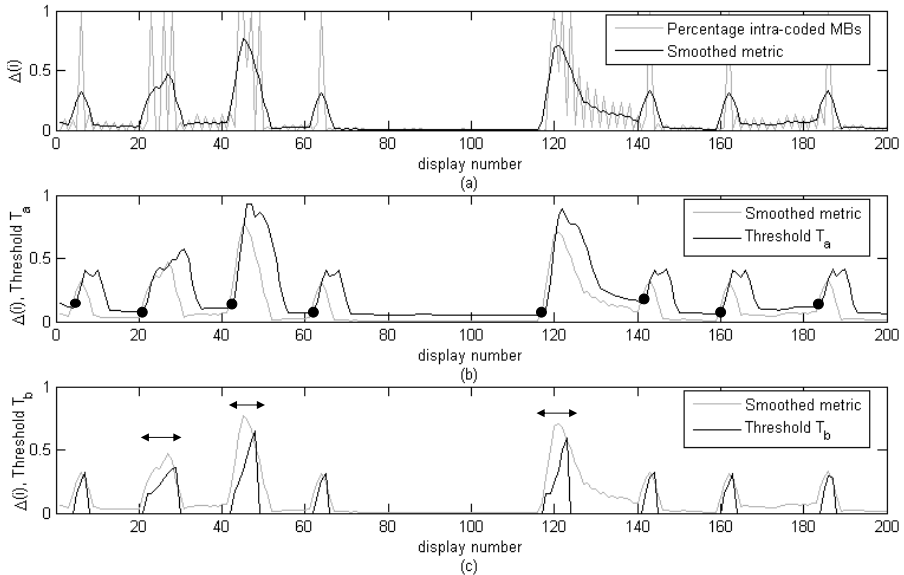 Percentage intra-coded MBs
Smoothed metric
Δ(i)
1
0.5
0
0 20 40 60 80 100 120 140 160 180 200
display number
(a)
Smoothed metric
Threshold T_a
Δ(i), Threshold T_a
1
0.5
0
0 20 40 60 80 100 120 140 160 180 200
display number
(b)
Smoothed metric
Threshold T_b
Δ(i), Threshold T_b
1
0.5
0
0 20 40 60 80 100 120 140 160 180 200
display number
(c)